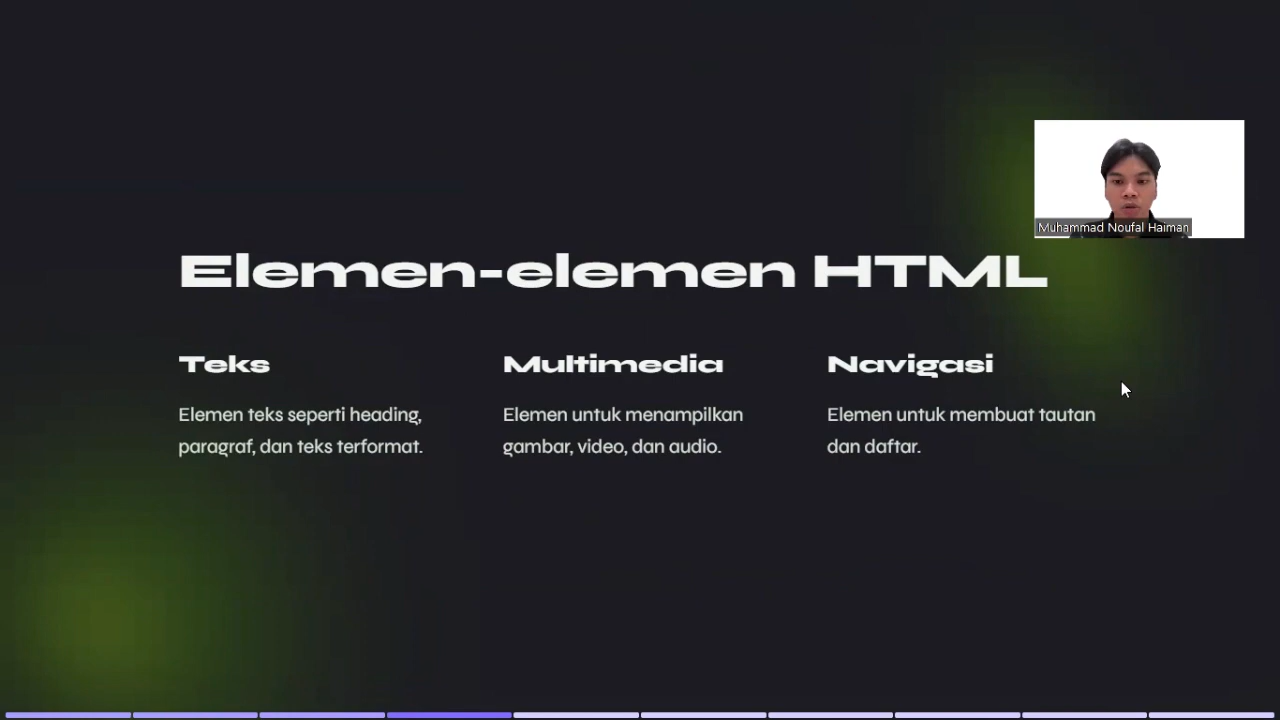 Muhammad Noufal Haiman
Elemen-elemen HTML
Teks
Elemen teks seperti heading,
paragraf, dan teks terformat.
Multimedia
Elemen untuk menampilkan
gambar, video, dan audio.
Navigasi
Elemen untuk membuat tautan
dan daftar.